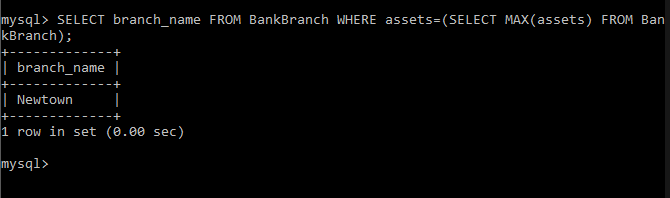 mysql> SELECT branch_name FROM BankBranch WHERE assets=(SELECT MAX(assets) FROM Ban
kBranch);
+-------------+
| branch_name |
+-------------+
| Newtown     |
+-------------+
1 row in set (0.00 sec)
mysql>